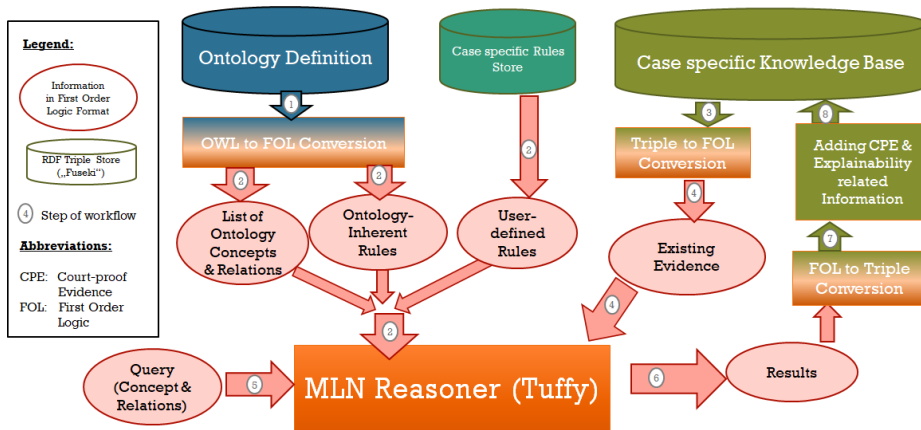 Legend:
Information
in First Order
Logic Format
RDF Triple Store
(„Fuseki“)
4 Step of workflow
Abbreviations:
CPE: Court-proof
Evidence
FOL: First Order
Logic
Ontology Definition
Case specific Rules
Store
Case specific Knowledge Base
1
3
8
OWL to FOL Conversion
2
Triple to FOL
Conversion
Adding CPE &
Explainability
related
Information
2
2
4
List of
Ontology
Concepts
& Relations
Ontology-
Inherent
Rules
User-
defined
Rules
Existing
Evidence
7
FOL to Triple
Conversion
4
2
Query
(Concept &
Relations)
5
MLN Reasoner (Tuffy)
6
Results